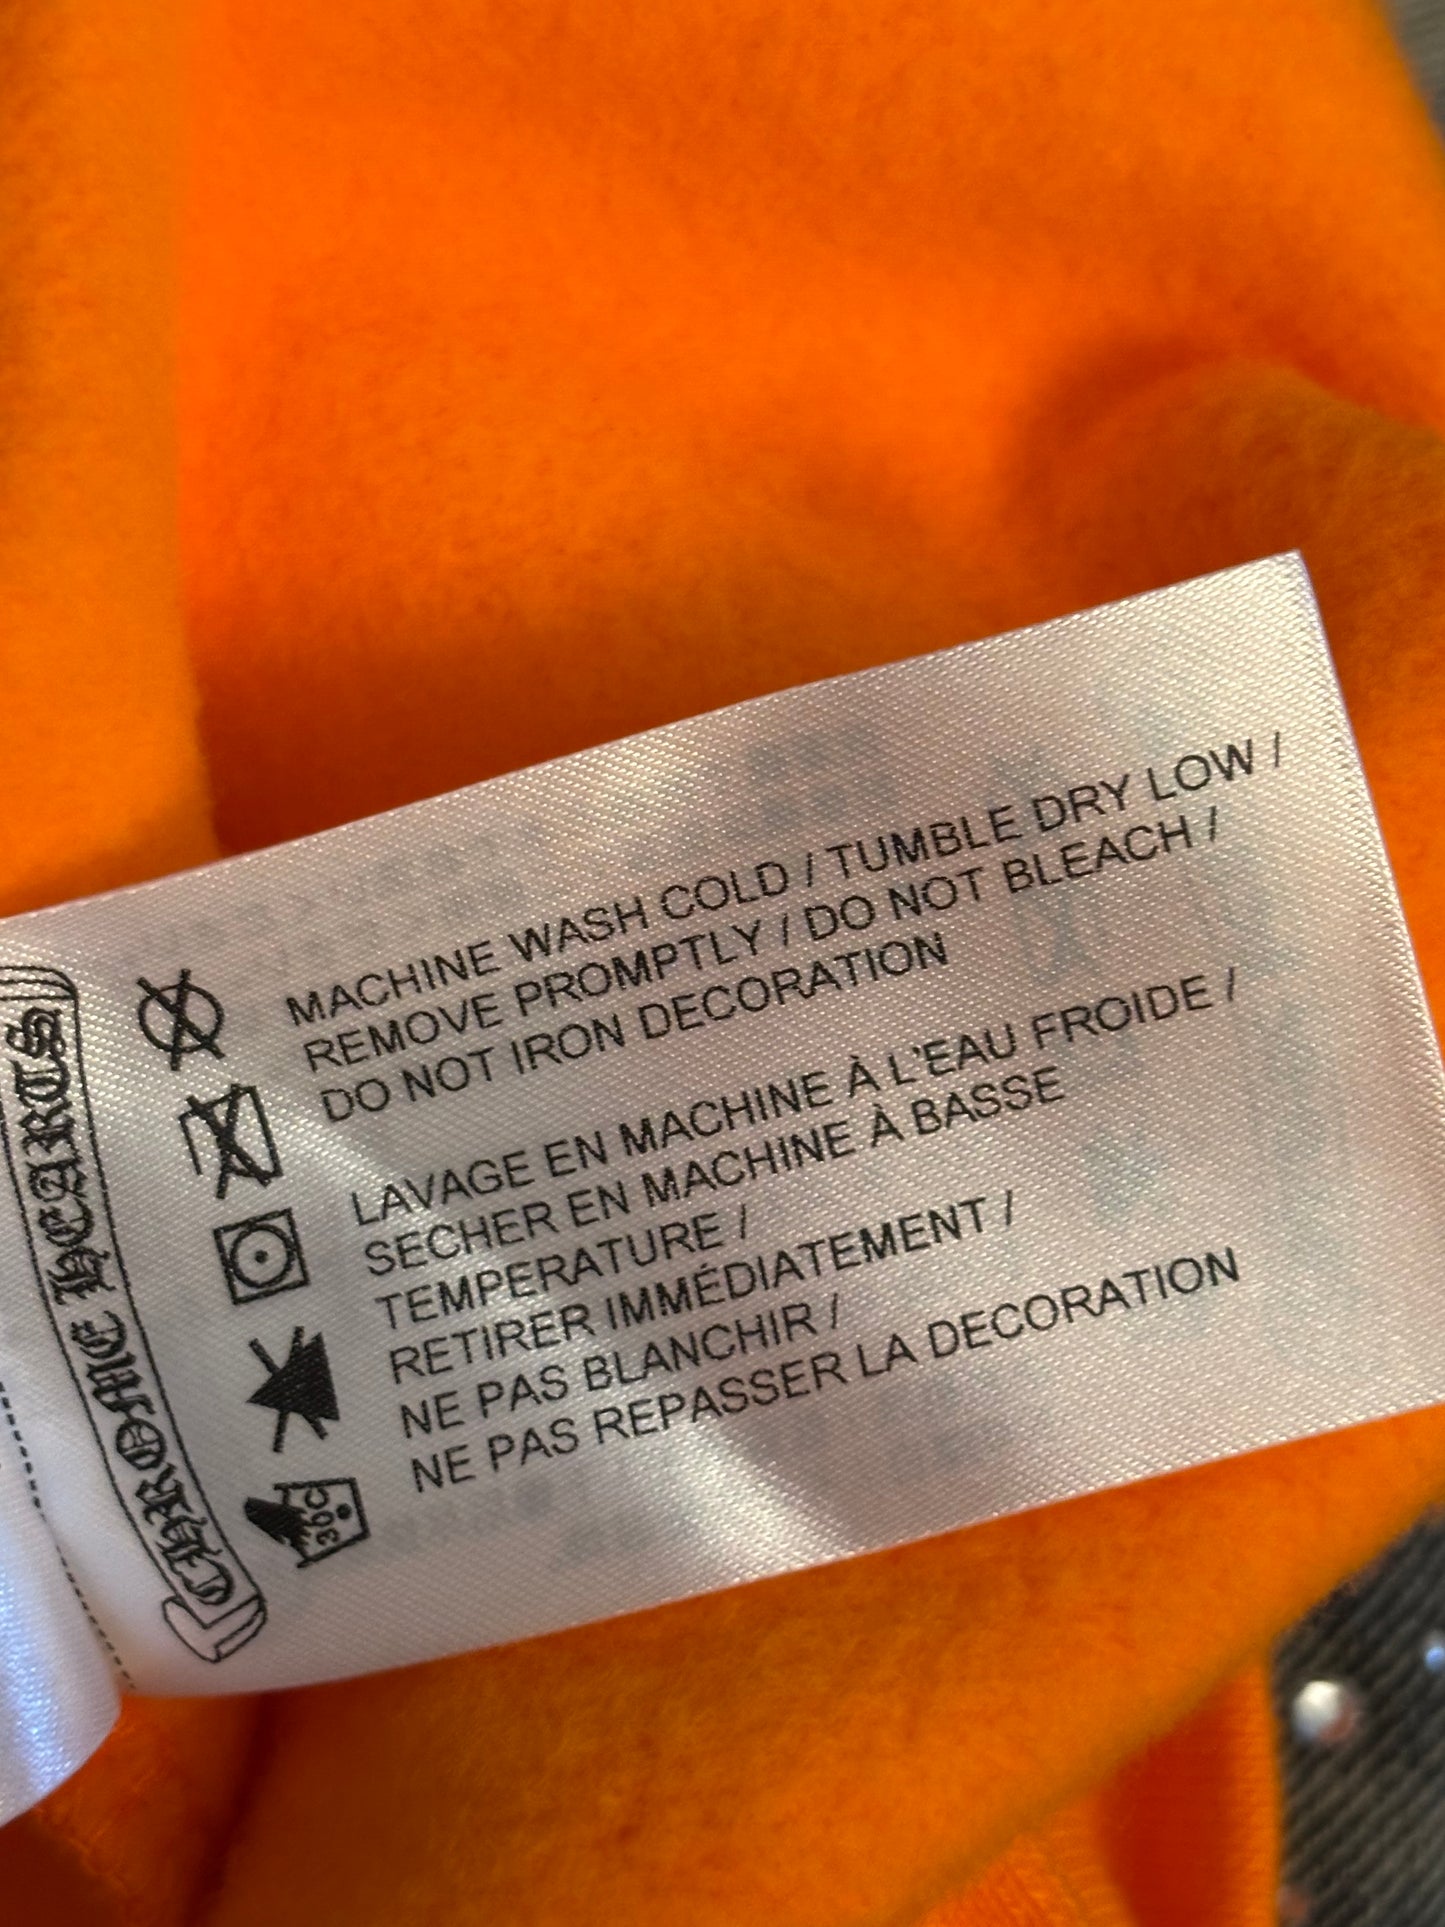 CHROME HEARTS
MACHINE WASH COLD / TUMBLE DRY LOW /
REMOVE PROMPTLY / DO NOT BLEACH /
DO NOT IRON DECORATION
LAVAGE EN MACHINE À L'EAU FROIDE /
SECHER EN MACHINE À BASSE
TEMPERATURE /
RETIRER IMMÉDIATEMENT /
NE PAS BLANCHIR /
NE PAS REPASSER LA DECORATION
30C